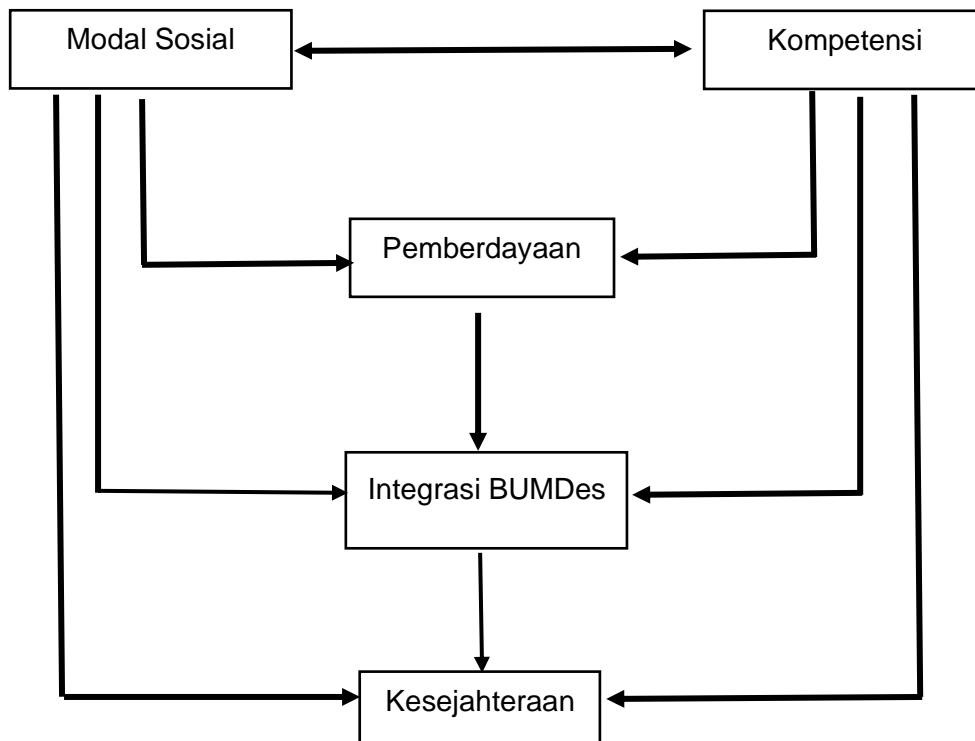 Modal Sosial
Kompetensi
Pemberdayaan
Integrasi BUMDes
Kesejahteraan